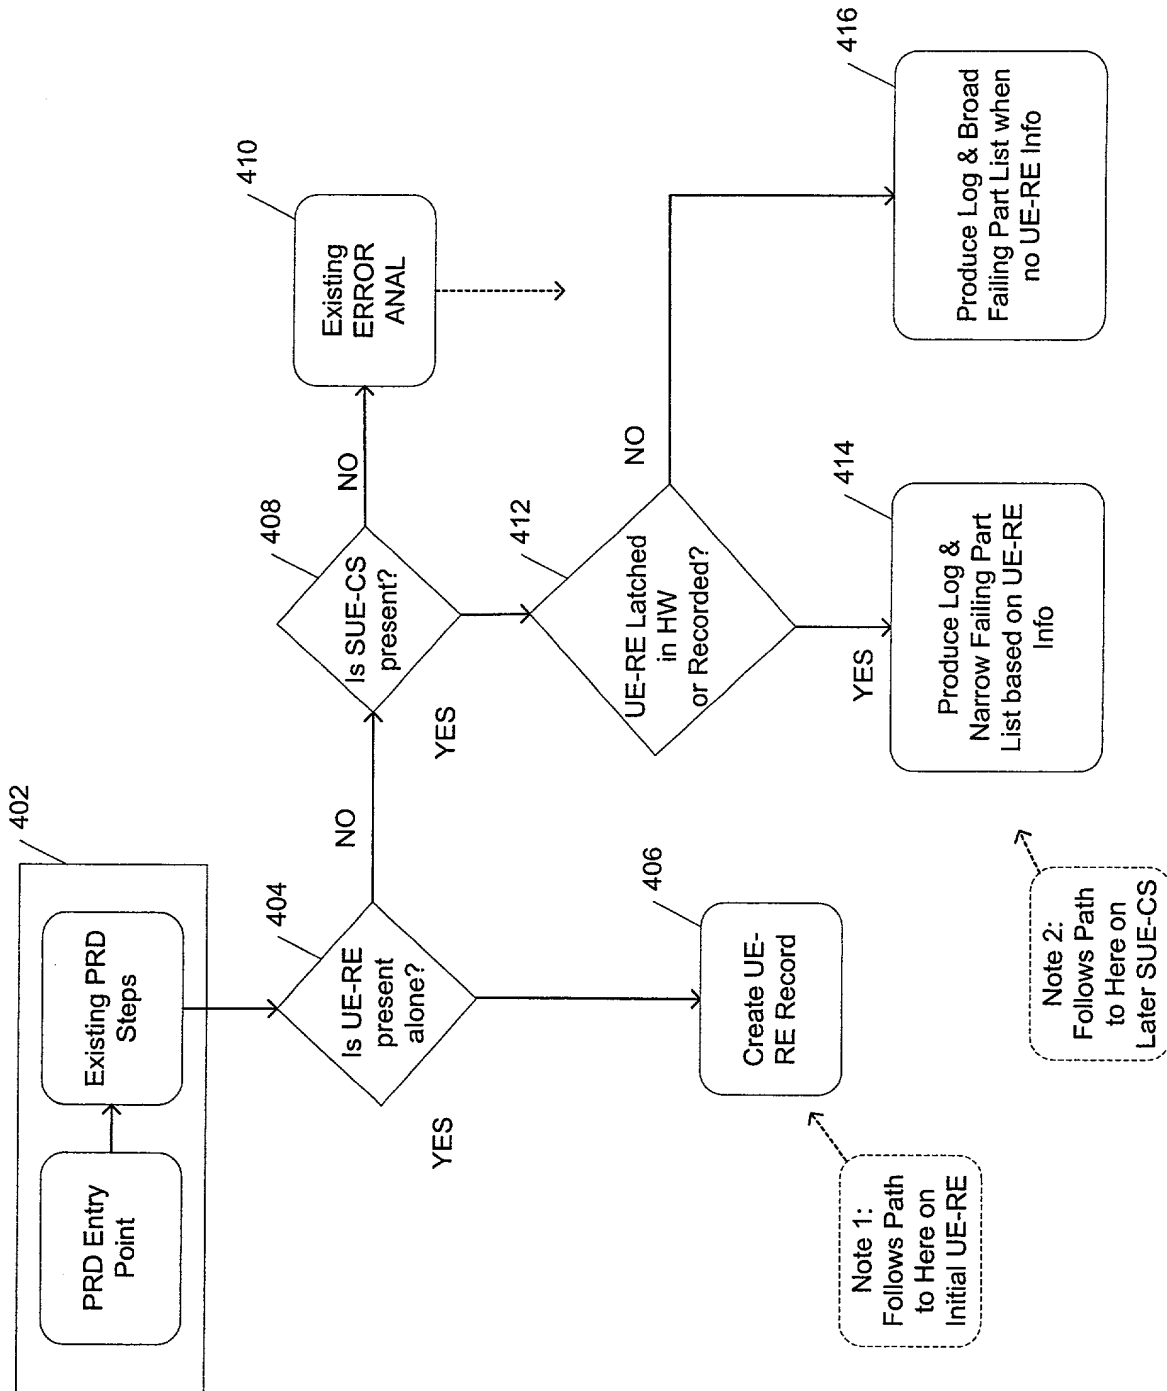 402
PRD Entry
Point
Existing PRD
Steps
404
Is UE-RE
present
alone?
YES
NO
406
Create UE-
RE Record
Note 1:
Follows Path
to Here on
Initial UE-RE
408
Is SUE-CS
present?
NO
YES
410
Existing
ERROR
ANAL
412
UE-RE Latched
in HW
or Recorded?
NO
YES
414
Produce Log &
Narrow Failing Part
List based on UE-RE
Info
Note 2:
Follows Path
to Here on
Later SUE-CS
416
Produce Log & Broad
Failing Part List when
no UE-RE Info